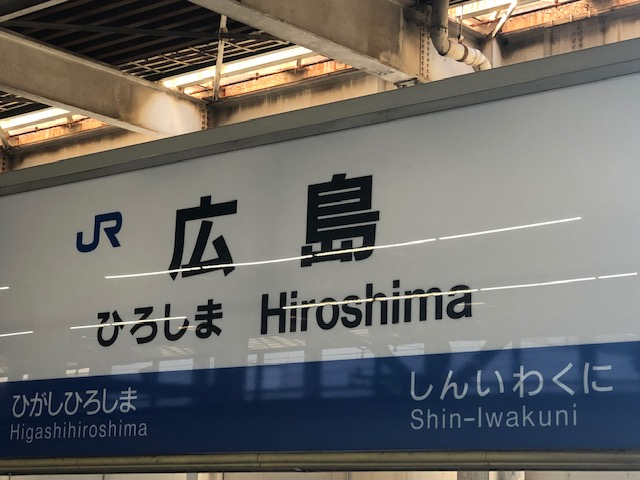 JR 広島
ひろしま Hiroshima
ひがしひろしま
Higashihiroshima
しんいわくに
Shin-Iwakuni